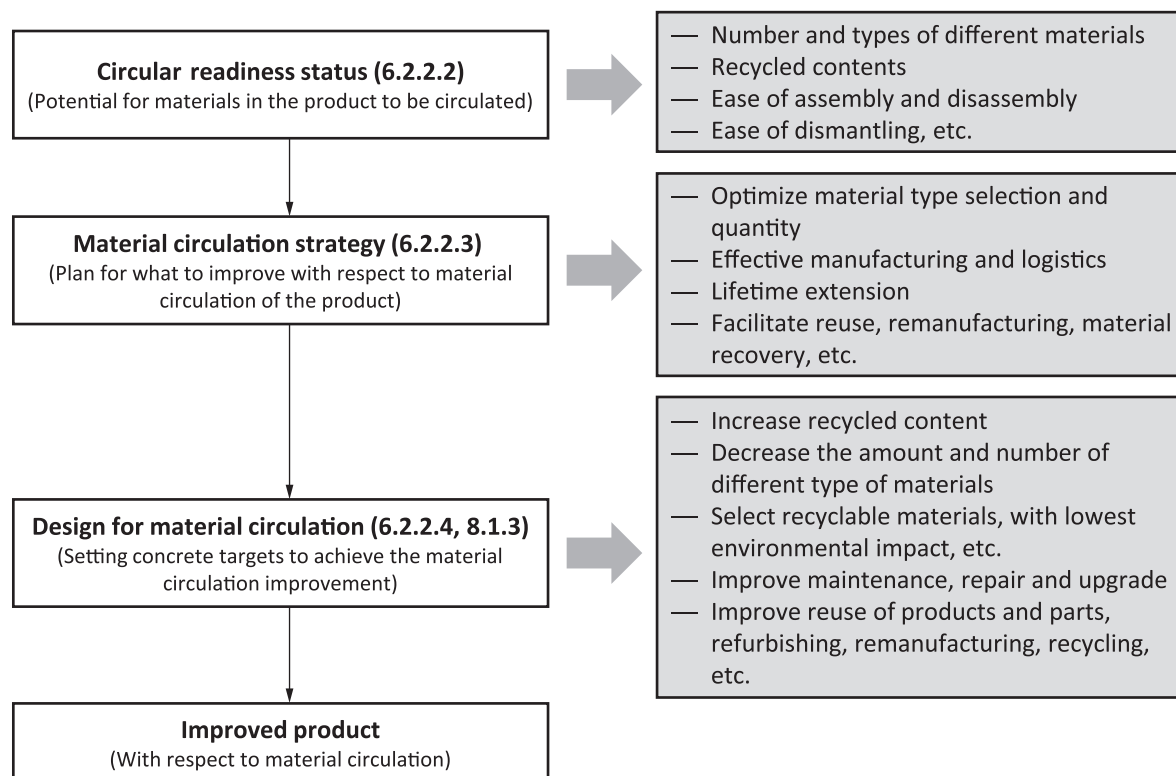 Circular readiness status (6.2.2.2)
(Potential for materials in the product to be circulated)
— Number and types of different materials
— Recycled contents
— Ease of assembly and disassembly
— Ease of dismantling, etc.
Material circulation strategy (6.2.2.3)
(Plan for what to improve with respect to material
circulation of the product)
— Optimize material type selection and
quantity
— Effective manufacturing and logistics
— Lifetime extension
— Facilitate reuse, remanufacturing, material
recovery, etc.
Design for material circulation (6.2.2.4, 8.1.3)
(Setting concrete targets to achieve the material
circulation improvement)
— Increase recycled content
— Decrease the amount and number of
different type of materials
— Select recyclable materials, with lowest
environmental impact, etc.
— Improve maintenance, repair and upgrade
— Improve reuse of products and parts,
refurbishing, remanufacturing, recycling,
etc.
Improved product
(With respect to material circulation)